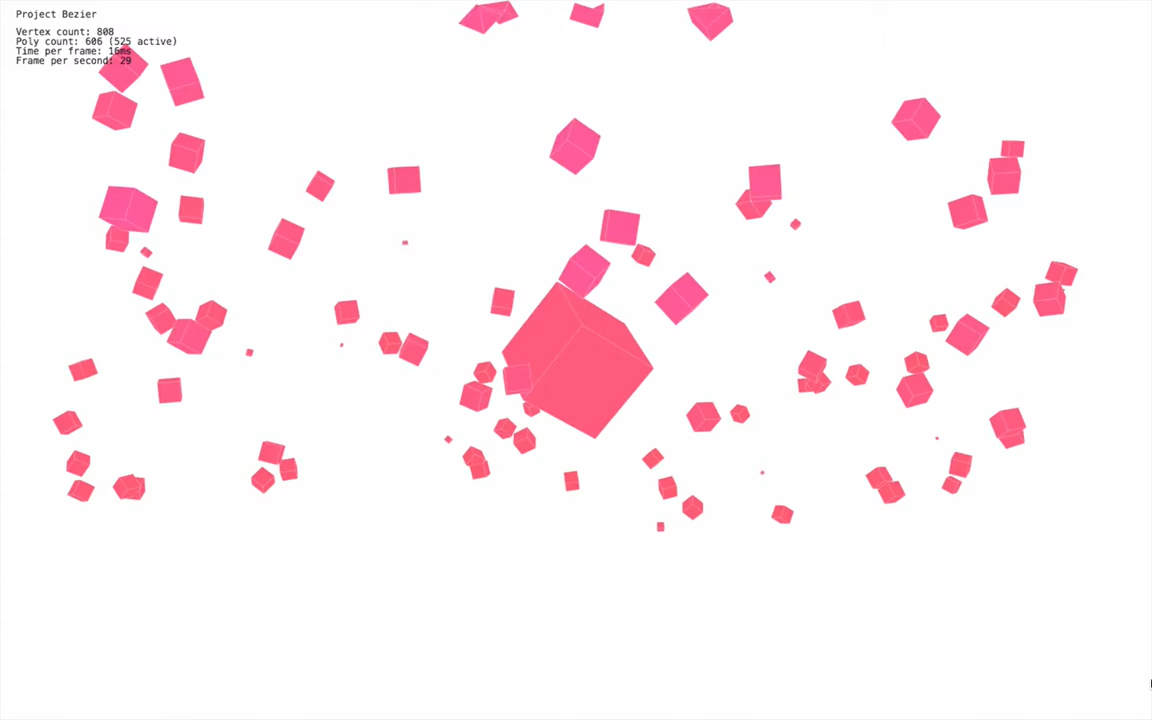 Project Bezier
Vertex count: 808
Poly count: 606 (525 active)
Time per frame: 16ms
Frame per second: 29